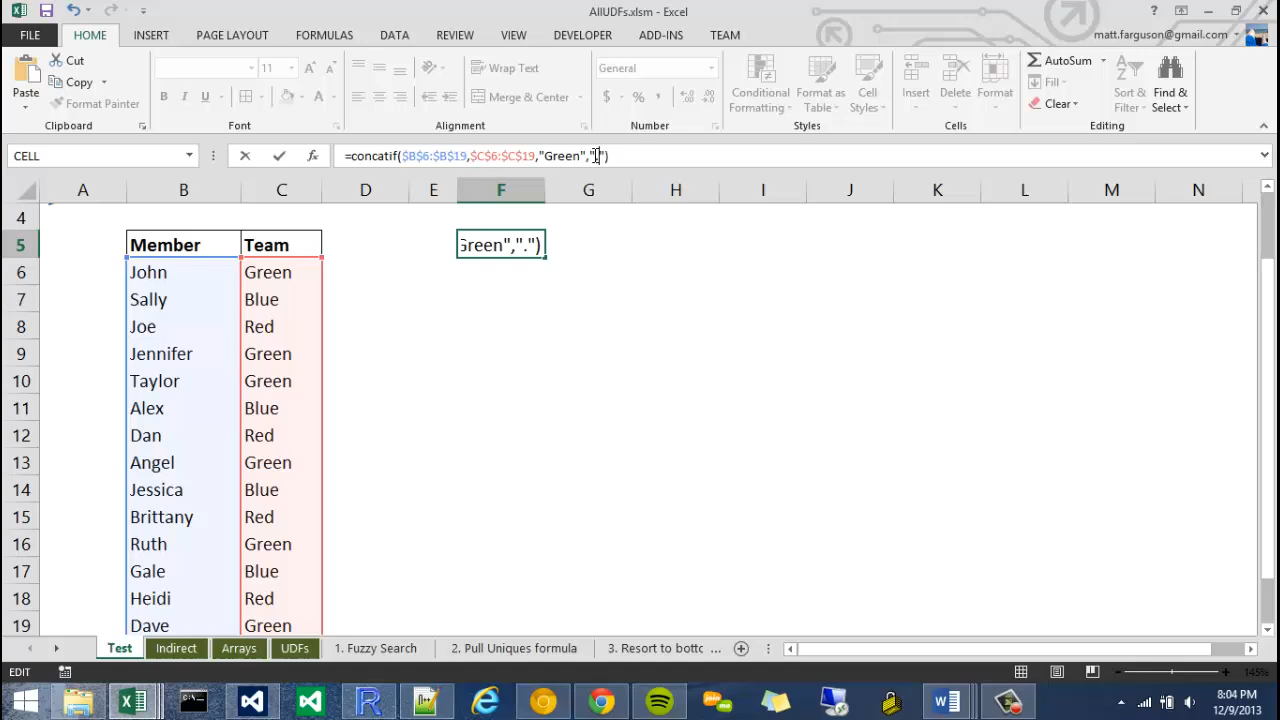 AllUDFs.xlsm - Excel
FILE HOME INSERT PAGE LAYOUT FORMULAS DATA REVIEW VIEW DEVELOPER ADD-INS TEAM matt.farguson@gmail.com
Paste Cut Copy Format Painter
11
Wrap Text
Merge & Center
General
Conditional Formatting Format as Table Cell Styles
Insert Delete Format
AutoSum Fill Clear
Sort & Filter Find & Select
Clipboard Font Alignment Number Styles Cells Editing
CELL =concatif($B$6:$B$19,$C$6:$C$19,"Green",".")
A B C D E F G H I J K L M N
4
5 Member Team Green",".")
6 John Green
7 Sally Blue
8 Joe Red
9 Jennifer Green
10 Taylor Green
11 Alex Blue
12 Dan Red
13 Angel Green
14 Jessica Blue
15 Brittany Red
16 Ruth Green
17 Gale Blue
18 Heidi Red
19 Dave Green
Test Indirect Arrays UDFs 1. Fuzzy Search 2. Pull Uniques formula 3. Resort to bottc ...
EDIT 145%
8:04 PM
12/9/2013